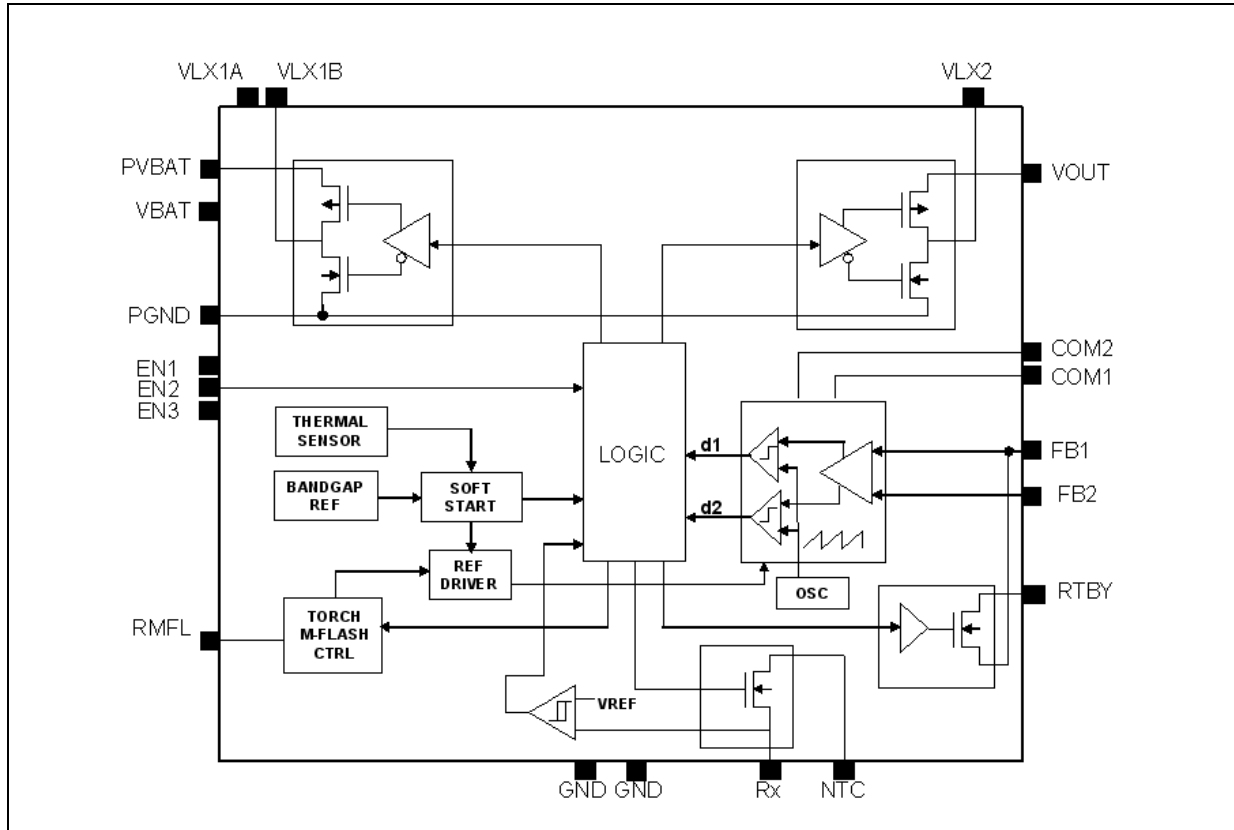 VLX1A
VLX1B
VLX2
PVBAT
VOUT
VBAT
PGND
COM2
EN1
COM1
EN2
EN3
THERMAL
SENSOR
LOGIC
d1
FB1
BANDGAP
REF
SOFT
START
d2
FB2
REF
DRIVER
OSC
RTBY
RMFL
TORCH
M-FLASH
CTRL
VREF
GND GND
Rx
NTC